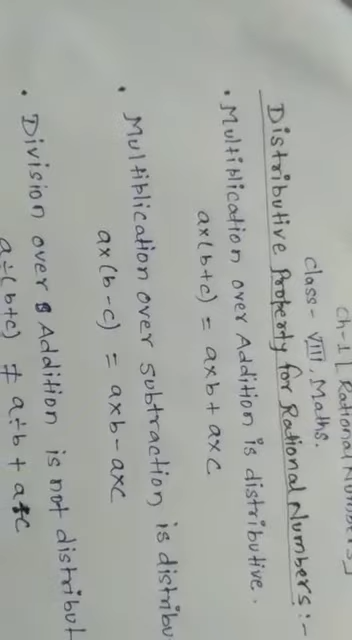 Ch-1 [Rational Numbers]
Class - VIII, Maths.
Distributive Property for Rational Numbers:-
• Multiplication over Addition is distributive.
a×(b+c) = a×b + a×c
• Multiplication over subtraction is distribu
a×(b-c) = a×b - a×c
• Division over Addition is not distribut
a÷(b+c) ≠ a÷b + a÷c